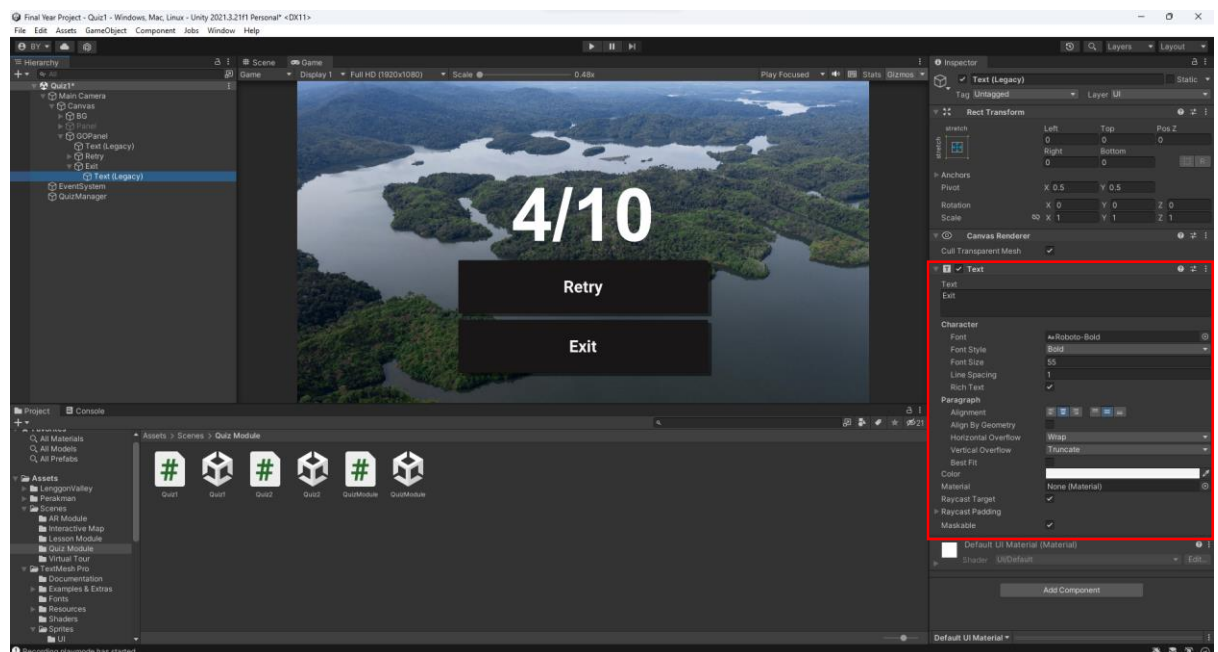 Final Year Project - Quiz1 - Windows, Mac, Linux - Unity 2021.3.21f1 Personal* <DX11>
File Edit Assets GameObject Component Jobs Window Help
BY
Layers Layout
Hierarchy
All
Quiz1*
Main Camera
Canvas
BG
Panel
GOPanel
Text (Legacy)
Retry
Exit
Text (Legacy)
EventSystem
QuizManager
Scene Game
Game Display 1 Full HD (1920x1080) Scale 0.48x Play Focused Stats Gizmos
4/10
Retry
Exit
Inspector
Text (Legacy) Static
Tag Untagged Layer UI
Rect Transform
stretch Left Top Pos Z
stretch
0 0 0
Right Bottom
0 0
R
Anchors
Pivot X 0.5 Y 0.5
Rotation X 0 Y 0 Z 0
Scale X 1 Y 1 Z 1
Canvas Renderer
Cull Transparent Mesh
Text
Text
Exit
Character
Font Roboto-Bold
Font Style Bold
Font Size 55
Line Spacing 1
Rich Text
Paragraph
Alignment
Align By Geometry
Horizontal Overflow Wrap
Vertical Overflow Truncate
Best Fit
Color
Material None (Material)
Raycast Target
Raycast Padding
Maskable
Default UI Material (Material)
Shader UI/Default Edit...
Add Component
Default UI Material
Project Console
21
Favorites
All Materials
All Models
All Prefabs
Assets
LenggonValley
Perakman
Scenes
AR Module
Interactive Map
Lesson Module
Quiz Module
Virtual Tour
TextMesh Pro
Documentation
Examples & Extras
Fonts
Resources
Shaders
Sprites
UI
Assets > Scenes > Quiz Module
Quiz1 Quiz1 Quiz2 Quiz2 QuizModule QuizModule
Recording playmode has started